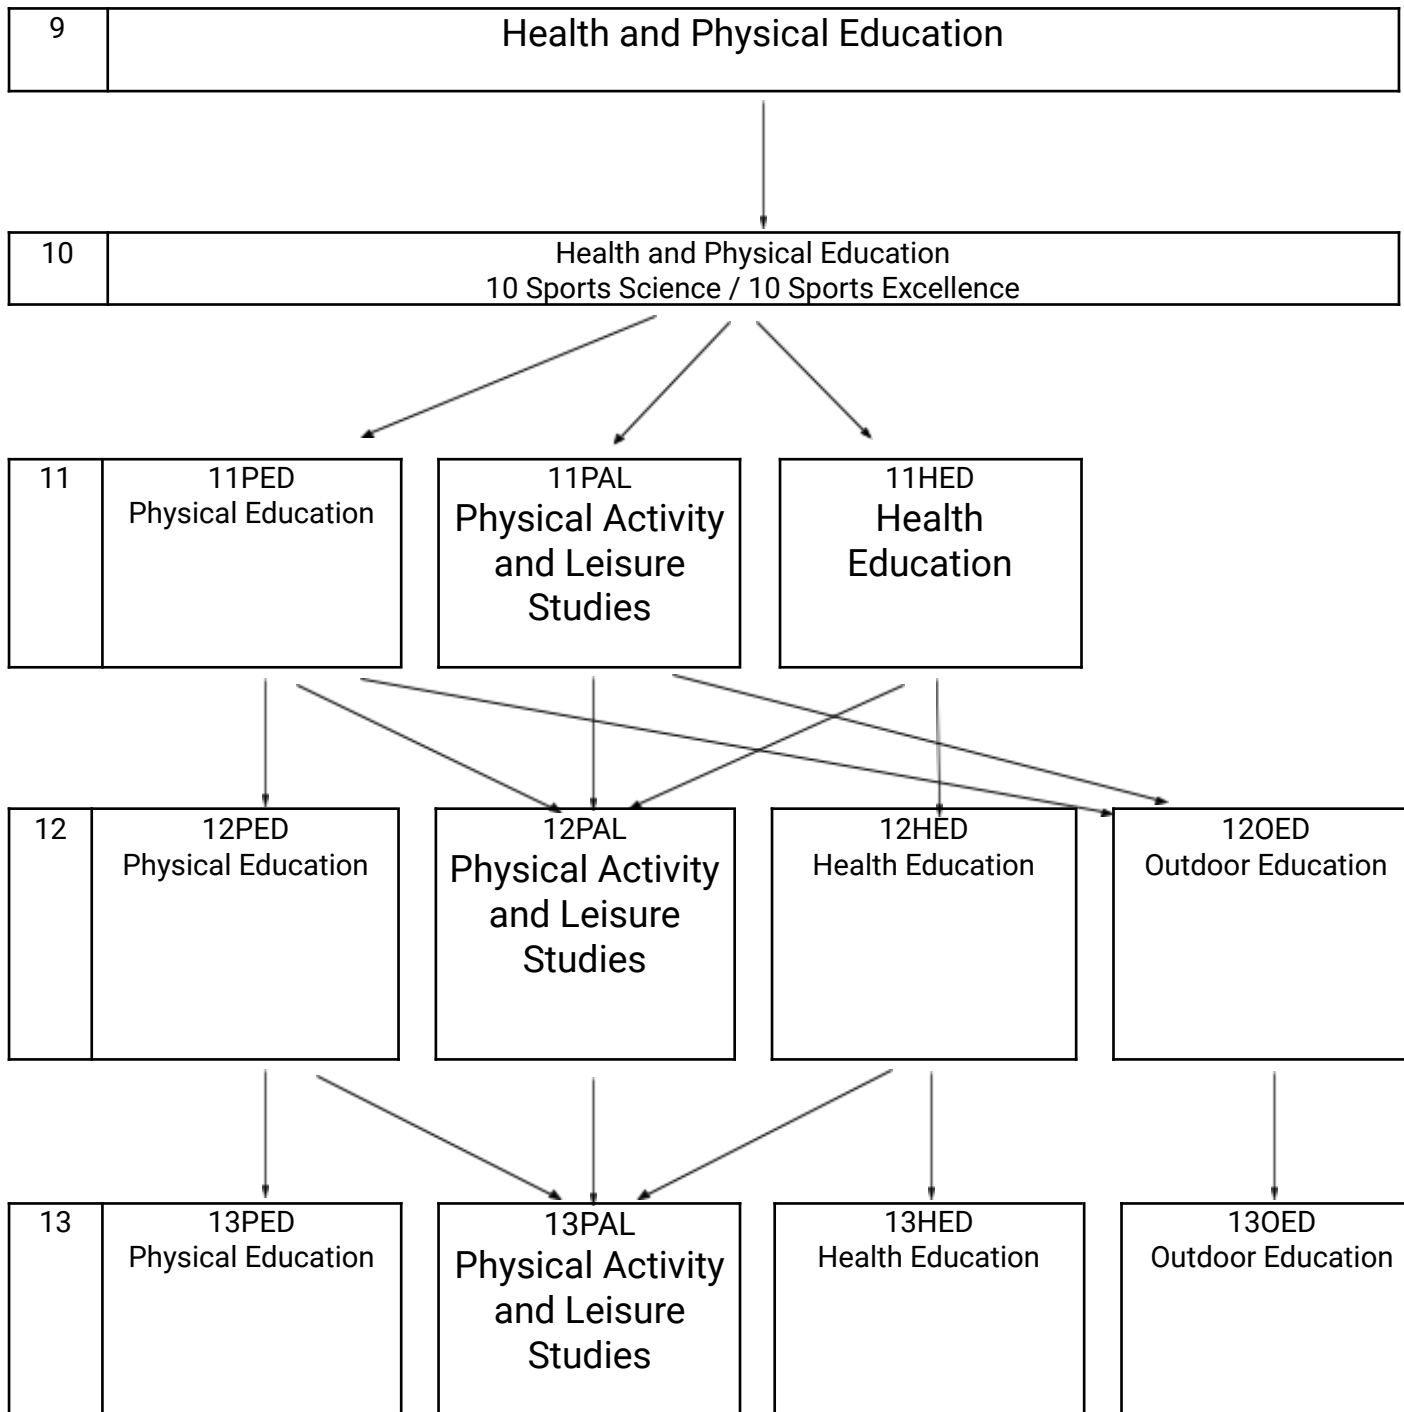 9
Health and Physical Education
10
Health and Physical Education
10 Sports Science / 10 Sports Excellence
11
11PED
Physical Education
11PAL
Physical Activity
and Leisure
Studies
11HED
Health
Education
12
12PED
Physical Education
12PAL
Physical Activity
and Leisure
Studies
12HED
Health Education
12OED
Outdoor Education
13
13PED
Physical Education
13PAL
Physical Activity
and Leisure
Studies
13HED
Health Education
13OED
Outdoor Education